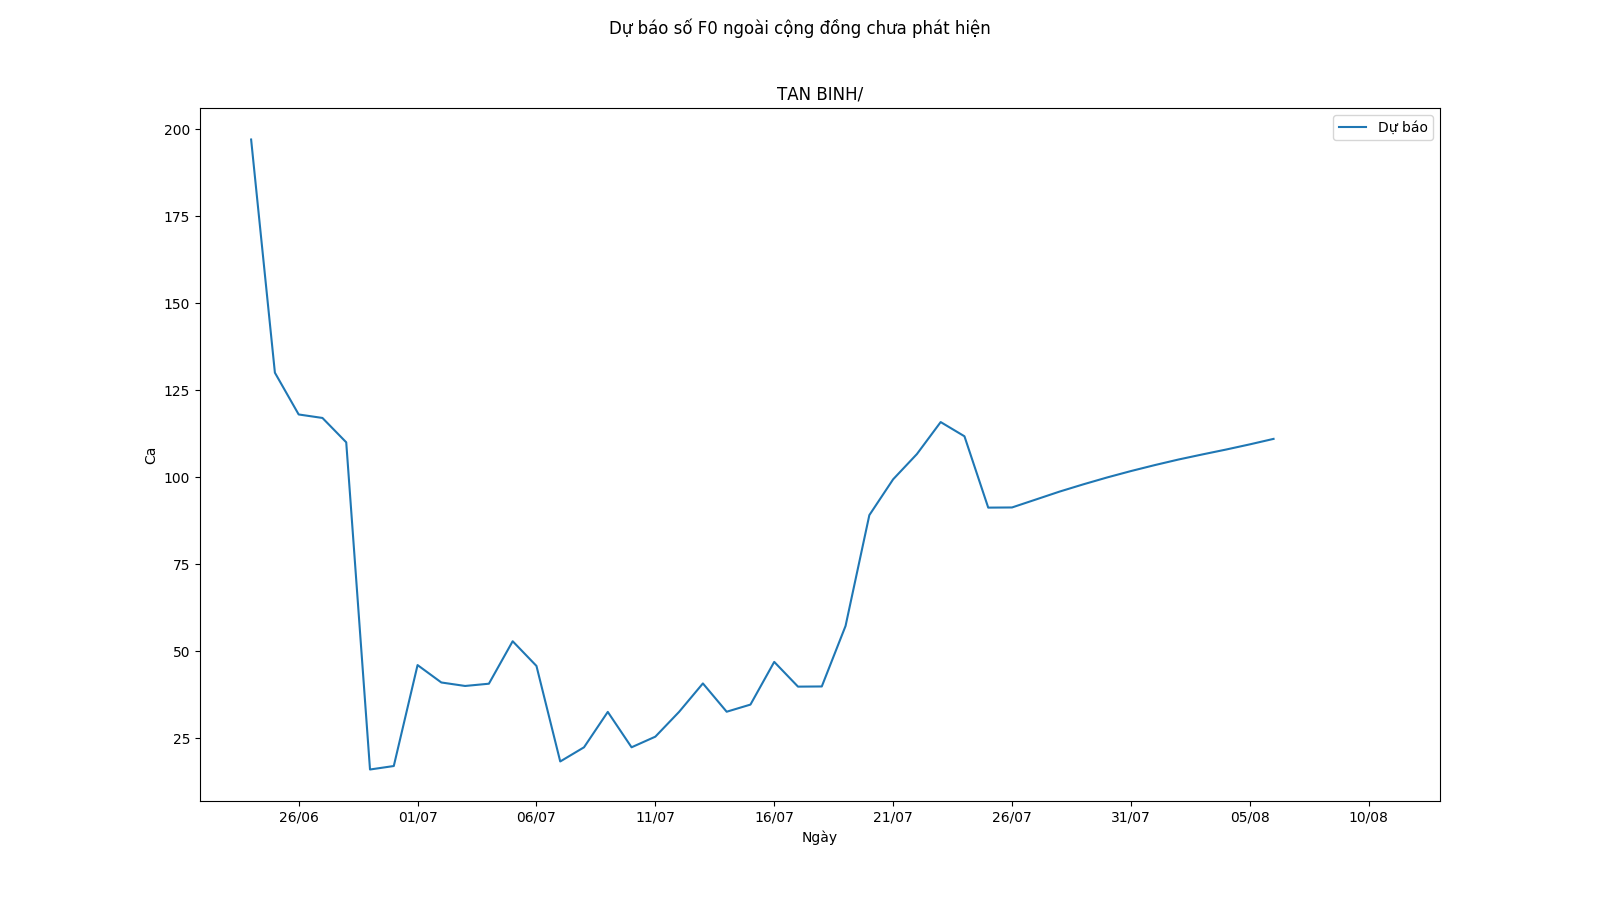 Dự báo số F0 ngoài cộng đồng chưa phát hiện
TAN BINH/
Dự báo
200
175
150
125
100
75
50
25
Ca
26/06 01/07 06/07 11/07 16/07 21/07 26/07 31/07 05/08 10/08
Ngày